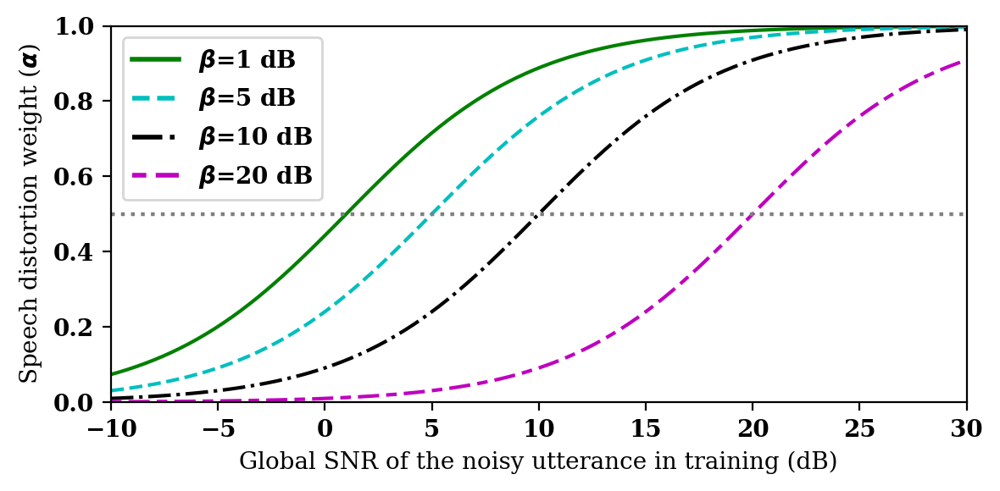 1.0
0.8
0.6
0.4
0.2
0.0
Speech distortion weight (α)
β=1 dB
β=5 dB
β=10 dB
β=20 dB
−10 −5 0 5 10 15 20 25 30
Global SNR of the noisy utterance in training (dB)